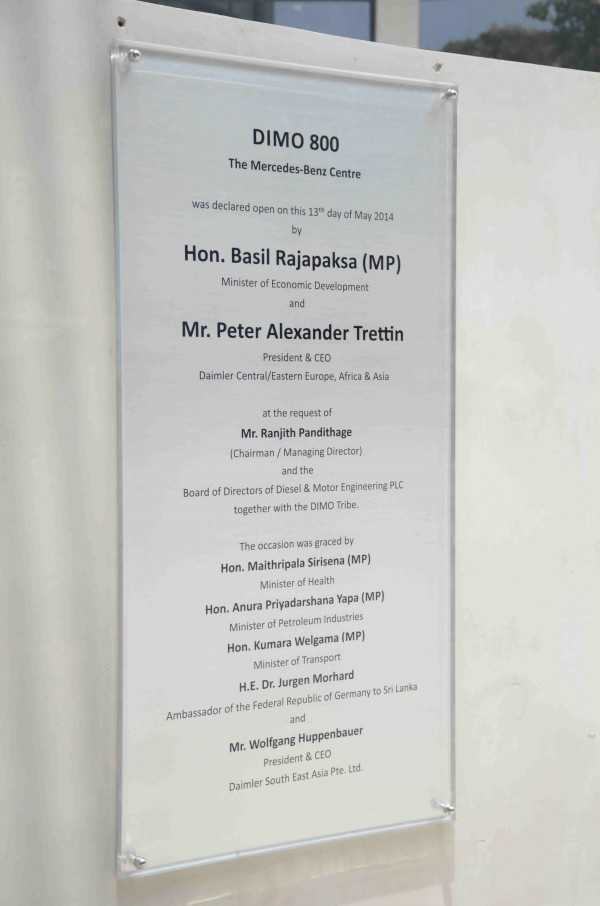 DIMO 800
The Mercedes-Benz Centre
was declared open on this 13th day of May 2014
by
Hon. Basil Rajapaksa (MP)
Minister of Economic Development
and
Mr. Peter Alexander Trettin
President & CEO
Daimler Central/Eastern Europe, Africa & Asia
at the request of
Mr. Ranjith Pandithage
(Chairman / Managing Director)
and the
Board of Directors of Diesel & Motor Engineering PLC
together with the DIMO Tribe.
The occasion was graced by
Hon. Maithripala Sirisena (MP)
Minister of Health
Hon. Anura Priyadarshana Yapa (MP)
Minister of Petroleum Industries
Hon. Kumara Welgama (MP)
Minister of Transport
H.E. Dr. Jurgen Morhard
Ambassador of the Federal Republic of Germany to Sri Lanka
and
Mr. Wolfgang Huppenbauer
President & CEO
Daimler South East Asia Pte. Ltd.